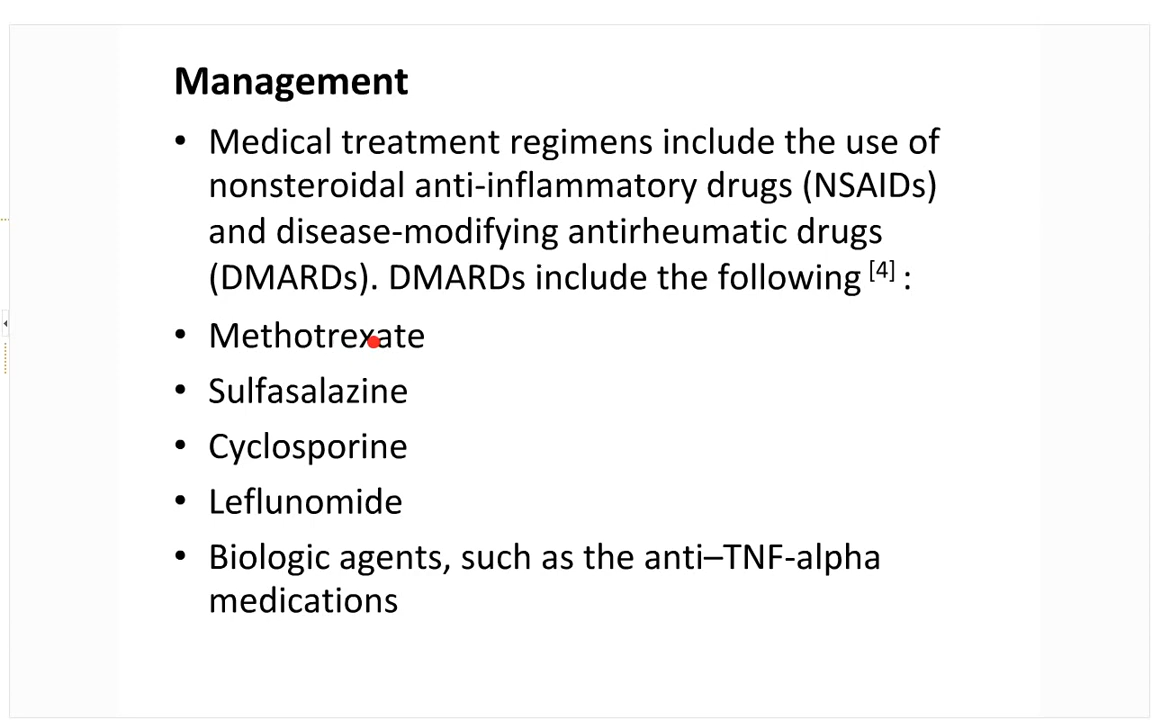 Management
• Medical treatment regimens include the use of
nonsteroidal anti-inflammatory drugs (NSAIDs)
and disease-modifying antirheumatic drugs
(DMARDs). DMARDs include the following [4] :
• Methotrexate
• Sulfasalazine
• Cyclosporine
• Leflunomide
• Biologic agents, such as the anti–TNF-alpha
medications